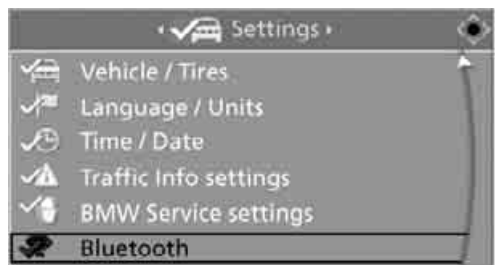 Settings
Vehicle / Tires
Language / Units
Time / Date
Traffic Info settings
BMW Service settings
Bluetooth